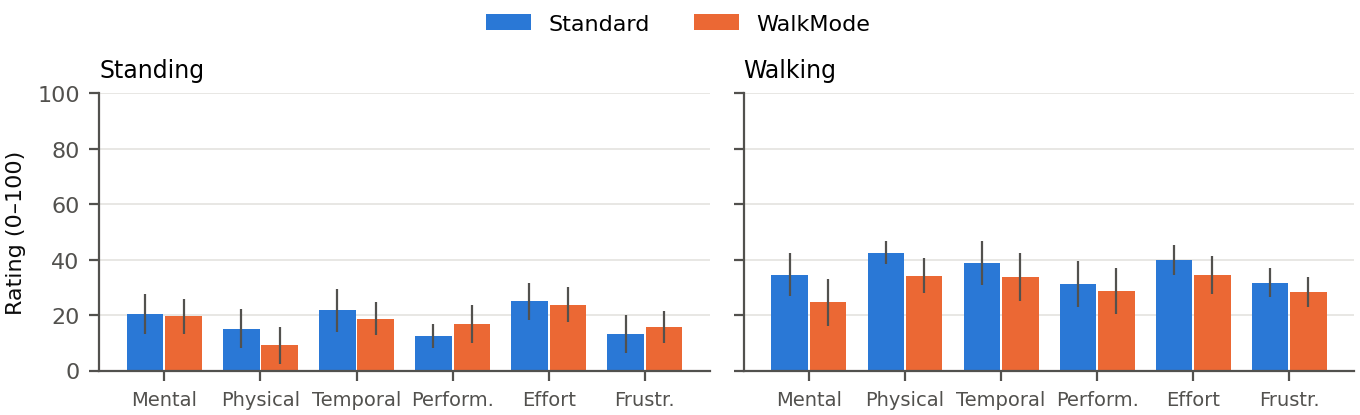 Standard WalkMode
Standing
Walking
Rating (0–100)
100
80
60
40
20
0
Mental Physical Temporal Perform. Effort Frustr.
Mental Physical Temporal Perform. Effort Frustr.